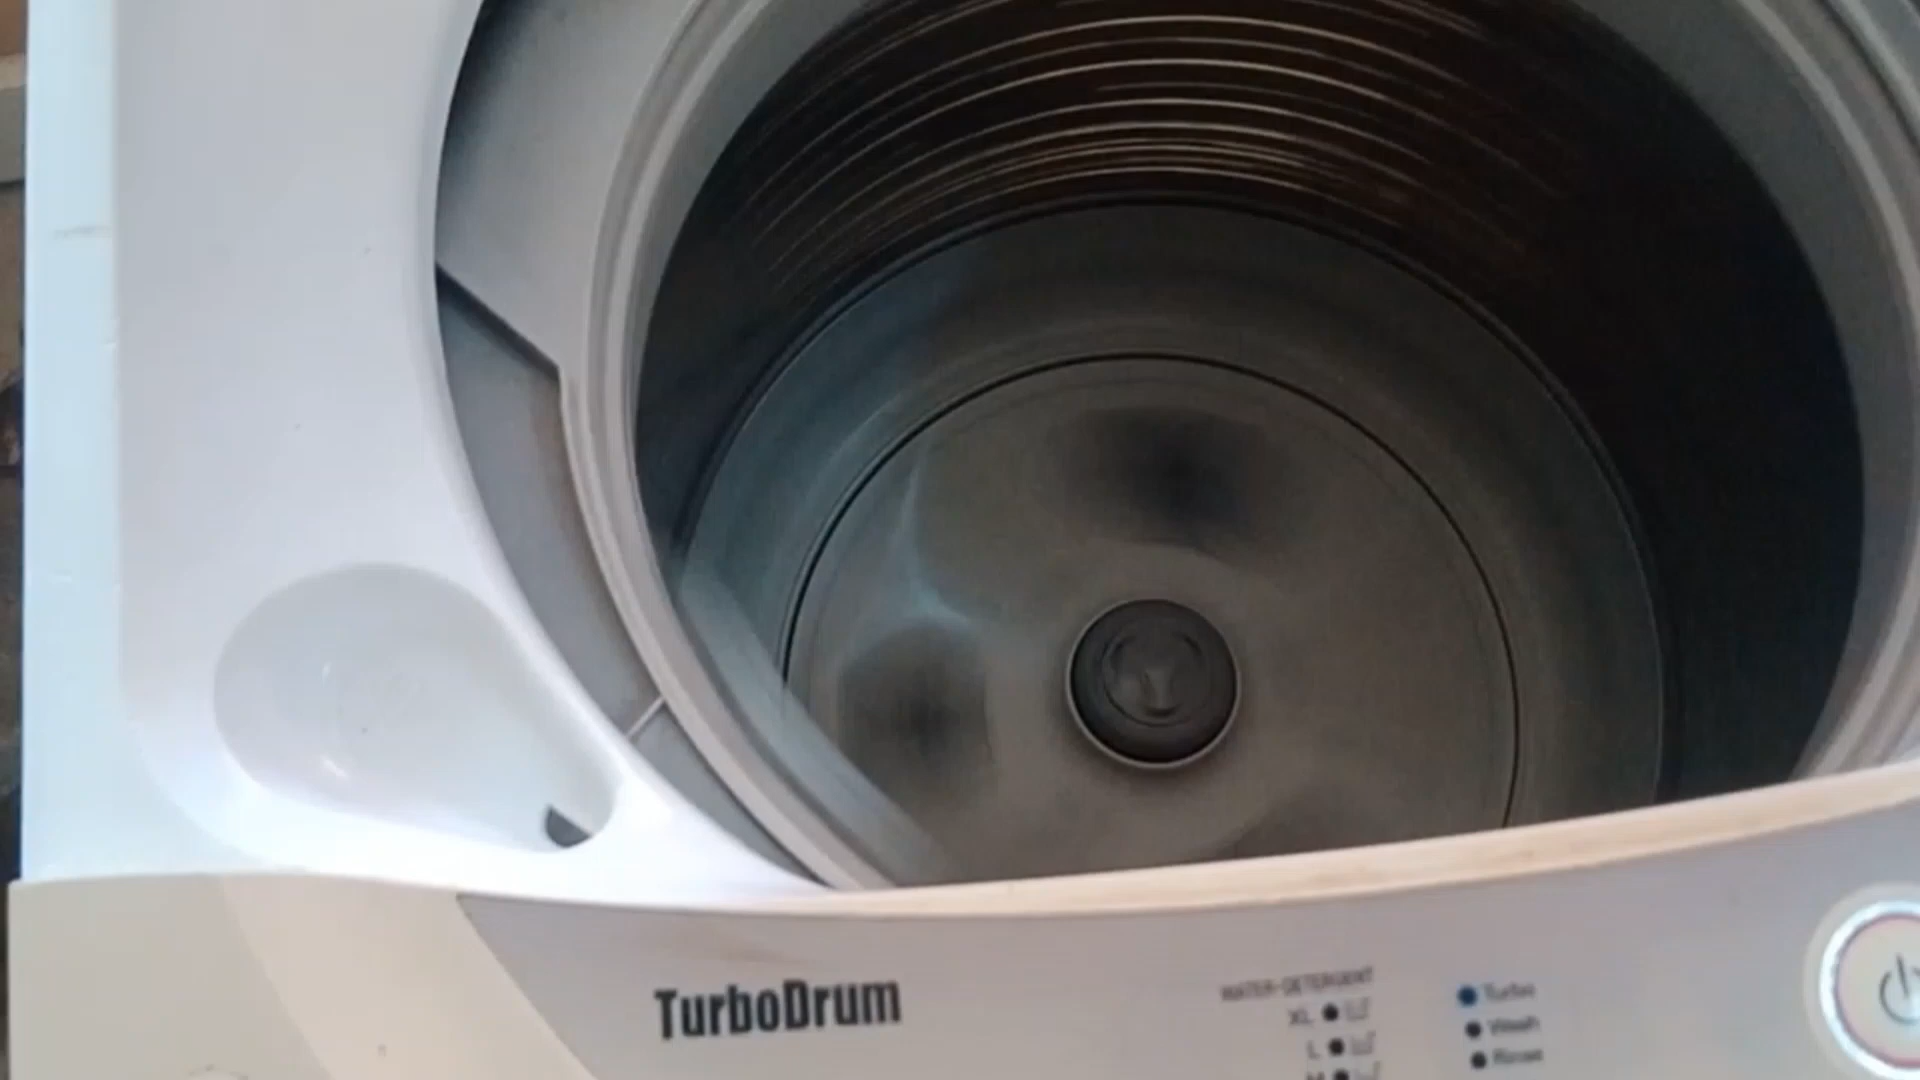 TurboDrum
WATER-DETERGENT
XL
L
M
Turbo
Wash
Rinse